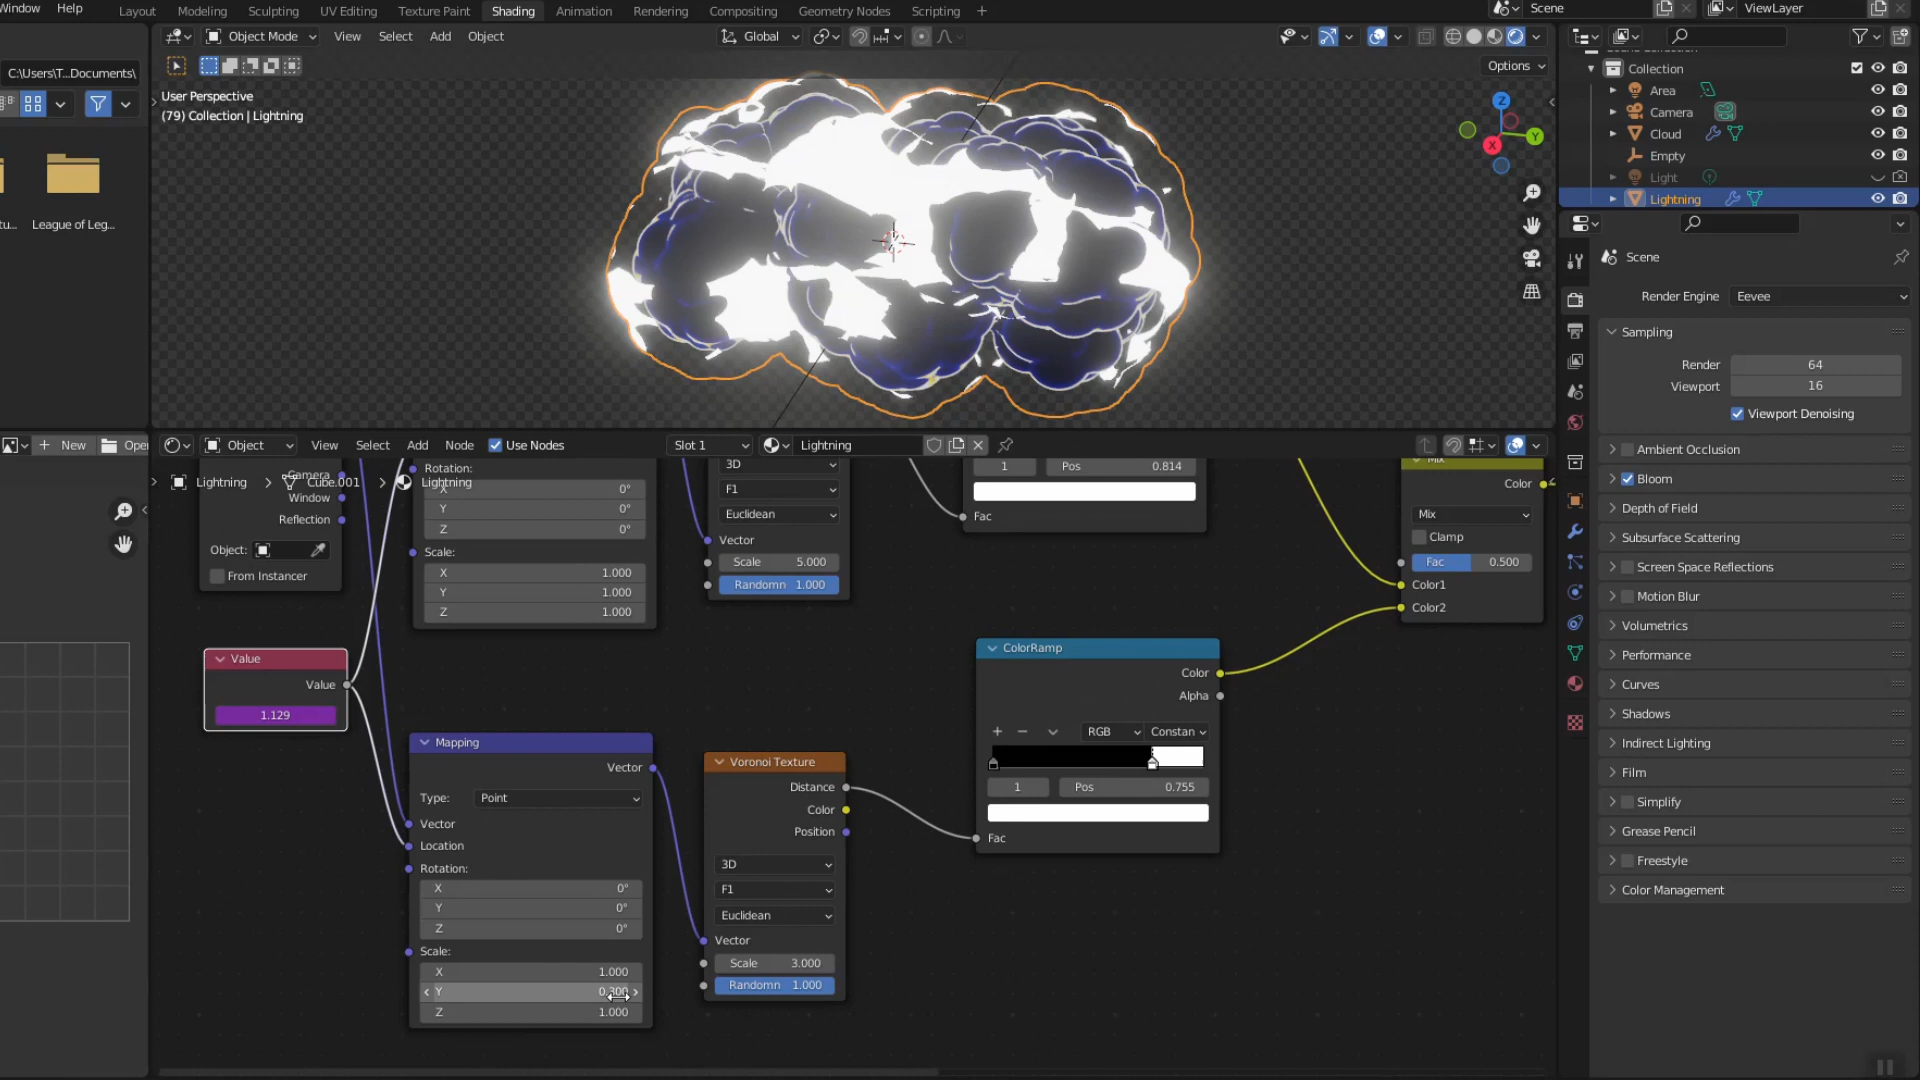 Window Help
Layout Modeling Sculpting UV Editing Texture Paint Shading Animation Rendering Compositing Geometry Nodes Scripting +
Scene
ViewLayer
Object Mode View Select Add Object
Global
Options
C:\Users\T...Documents\
User Perspective
(79) Collection | Lightning
Z
Y
X
League of Leg...
Collection
Area
Camera
Cloud
Empty
Light
Lightning
Scene
Render Engine Eevee
Sampling
Render 64
Viewport 16
Viewport Denoising
Ambient Occlusion
Bloom
Depth of Field
Subsurface Scattering
Screen Space Reflections
Motion Blur
Volumetrics
Performance
Curves
Shadows
Indirect Lighting
Film
Simplify
Grease Pencil
Freestyle
Color Management
+ New Open
Object View Select Add Node Use Nodes
Slot 1
Lightning
Lightning > Cube.001 > Lightning
Camera
Window
Reflection
Object:
From Instancer
Rotation:
X 0°
Y 0°
Z 0°
Scale:
X 1.000
Y 1.000
Z 1.000
3D
F1
Euclidean
Vector
Scale 5.000
Randomn 1.000
1 Pos 0.814
Fac
Mix
Color
Mix
Clamp
Fac 0.500
Color1
Color2
Value
Value
1.129
Mapping
Vector
Type: Point
Vector
Location
Rotation:
X 0°
Y 0°
Z 0°
Scale:
X 1.000
Y 0.300
Z 1.000
Voronoi Texture
Distance
Color
Position
3D
F1
Euclidean
Vector
Scale 3.000
Randomn 1.000
ColorRamp
Color
Alpha
+ − RGB Constan
1 Pos 0.755
Fac